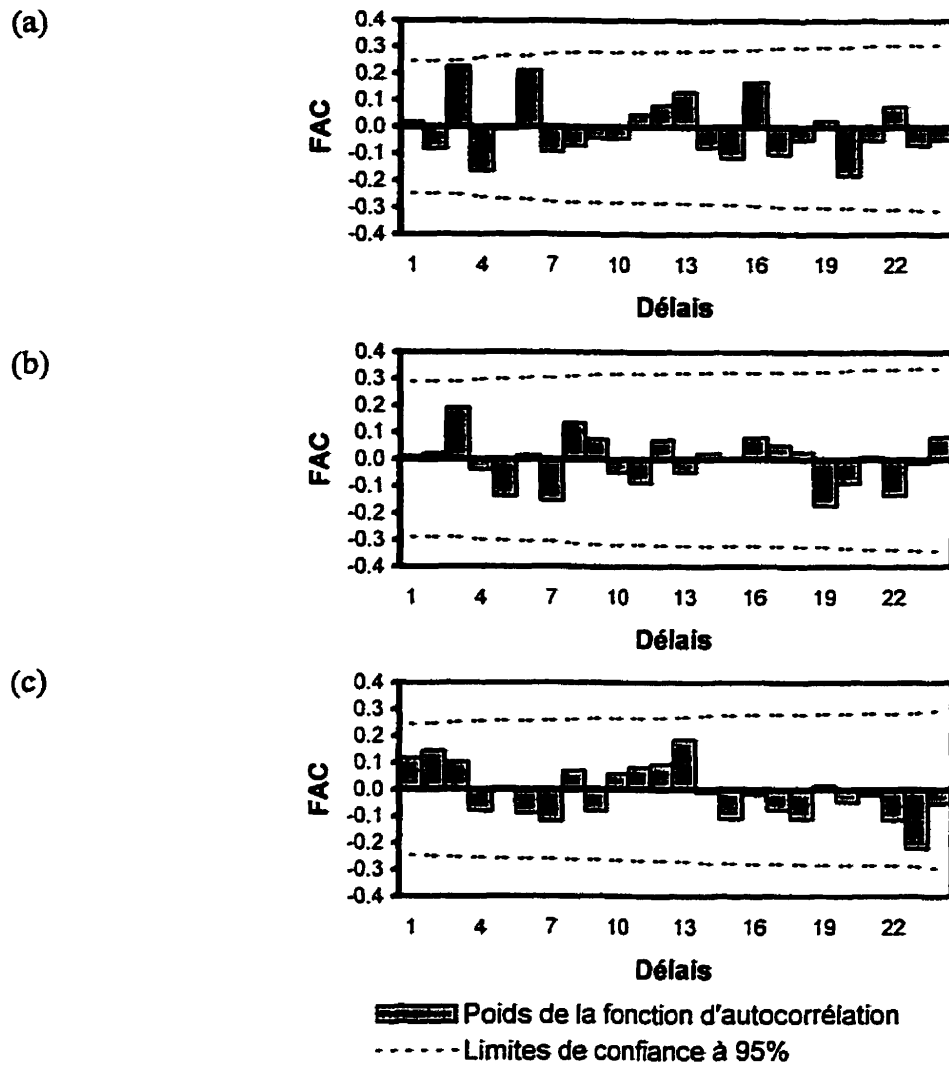 (a)
0.4
0.3
0.2
0.1
0.0
-0.1
-0.2
-0.3
-0.4
FAC
1 4 7 10 13 16 19 22
Délais
(b)
0.4
0.3
0.2
0.1
0.0
-0.1
-0.2
-0.3
-0.4
FAC
1 4 7 10 13 16 19 22
Délais
(c)
0.4
0.3
0.2
0.1
0.0
-0.1
-0.2
-0.3
-0.4
FAC
1 4 7 10 13 16 19 22
Délais
Poids de la fonction d'autocorrélation
Limites de confiance à 95%